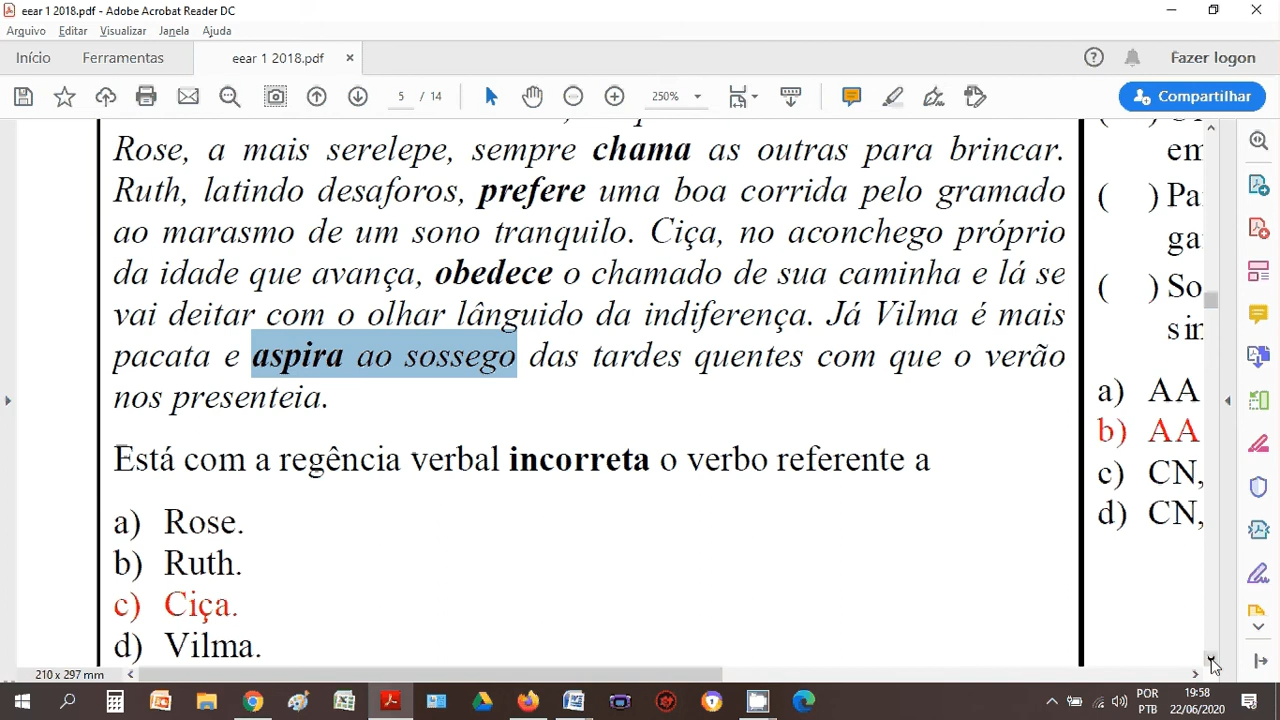 eear 1 2018.pdf - Adobe Acrobat Reader DC
Arquivo Editar Visualizar Janela Ajuda
Início Ferramentas eear 1 2018.pdf × Fazer logon
5 / 14 250% Compartilhar
Rose, a mais serelepe, sempre chama as outras para brincar.
Ruth, latindo desaforos, prefere uma boa corrida pelo gramado
ao marasmo de um sono tranquilo. Ciça, no aconchego próprio
da idade que avança, obedece o chamado de sua caminha e lá se
vai deitar com o olhar lânguido da indiferença. Já Vilma é mais
pacata e aspira ao sossego das tardes quentes com que o verão
nos presenteia.
Está com a regência verbal incorreta o verbo referente a
a) Rose.
b) Ruth.
c) Ciça.
d) Vilma.
em
( ) Pa
ga
( ) So
sin
a) AA
b) AA
c) CN,
d) CN,
210 x 297 mm
POR 19:58
PTB 22/06/2020